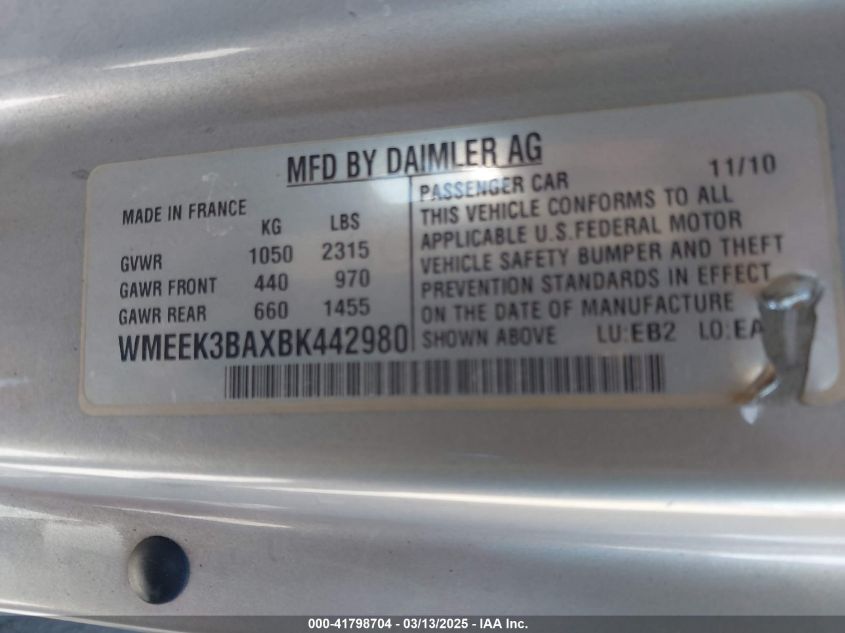 MFD BY DAIMLER AG
11/10
MADE IN FRANCE
KG LBS
GVWR 1050 2315
GAWR FRONT 440 970
GAWR REAR 660 1455
WMEEK3BAXBK442980
PASSENGER CAR
THIS VEHICLE CONFORMS TO ALL
APPLICABLE U.S.FEDERAL MOTOR
VEHICLE SAFETY BUMPER AND THEFT
PREVENTION STANDARDS IN EFFECT
ON THE DATE OF MANUFACTURE
SHOWN ABOVE LU:EB2 LO:EA
000-41798704 - 03/13/2025 - IAA Inc.